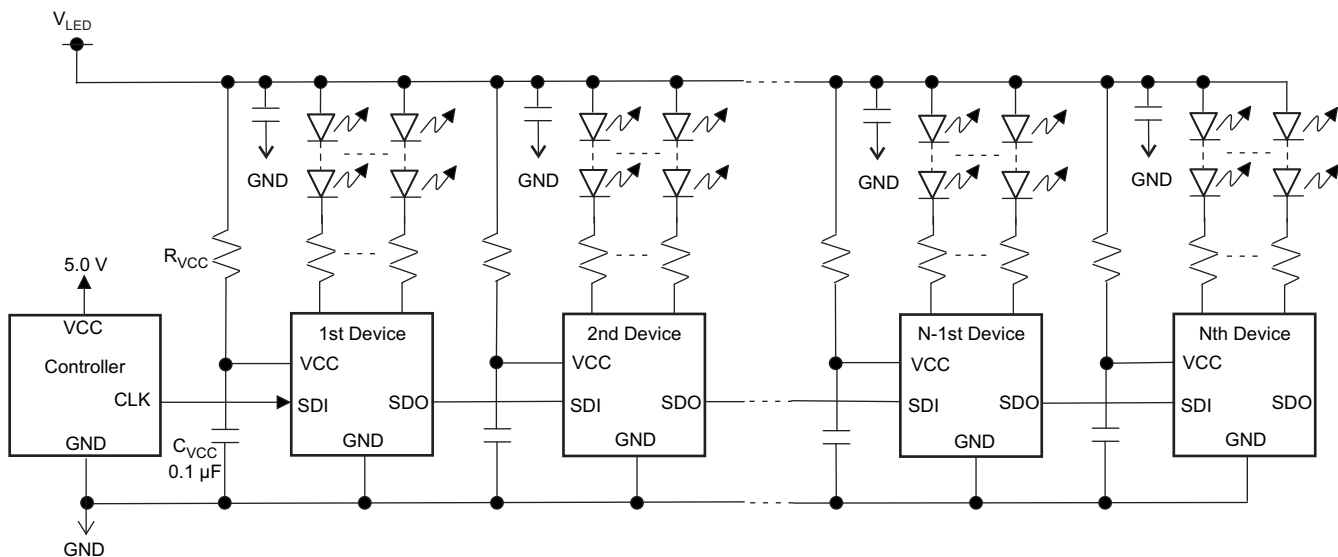 VLED
GND
GND
GND
GND
RVCC
5.0 V
VCC
Controller
CLK
GND
CVCC
0.1 µF
1st Device
VCC
SDI
SDO
GND
2nd Device
VCC
SDI
SDO
GND
N-1st Device
VCC
SDI
SDO
GND
Nth Device
VCC
SDI
SDO
GND
GND